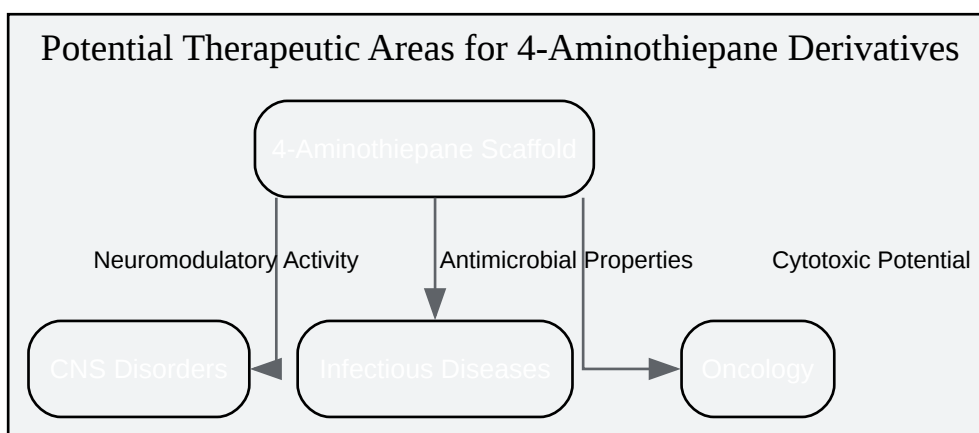 Potential Therapeutic Areas for 4-Aminothiepane Derivatives
4-Aminothiepane Scaffold
Neuromodulatory Activity
Antimicrobial Properties
Cytotoxic Potential
CNS Disorders
Infectious Diseases
Oncology